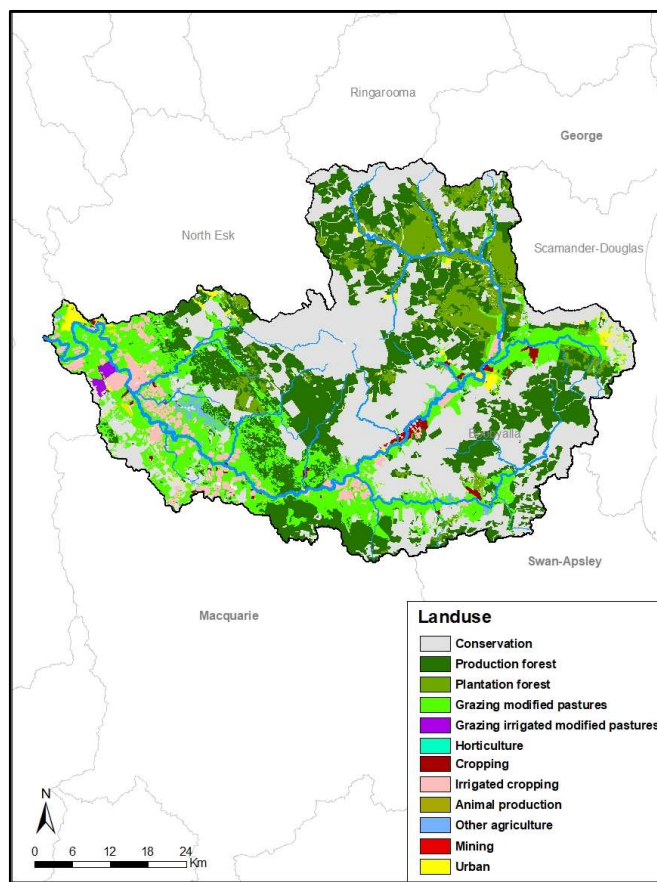 Ringarooma
George
North Esk
Scamander-Douglas
Swan-Apsley
Macquarie
Landuse
Conservation
Production forest
Plantation forest
Grazing modified pastures
Grazing irrigated modified pastures
Horticulture
Cropping
Irrigated cropping
Animal production
Other agriculture
Mining
Urban
N
0 6 12 18 24
Km